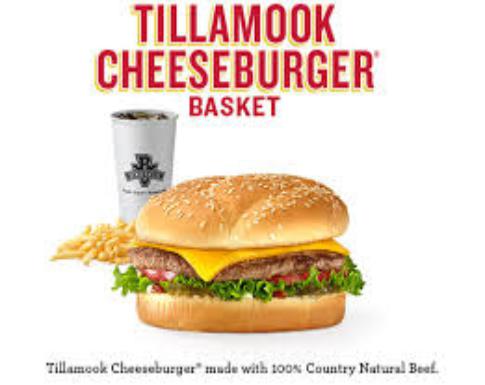 TILLAMOOK
CHEESEBURGER®
BASKET
Tillamook Cheeseburger® made with 100% Country Natural Beef.